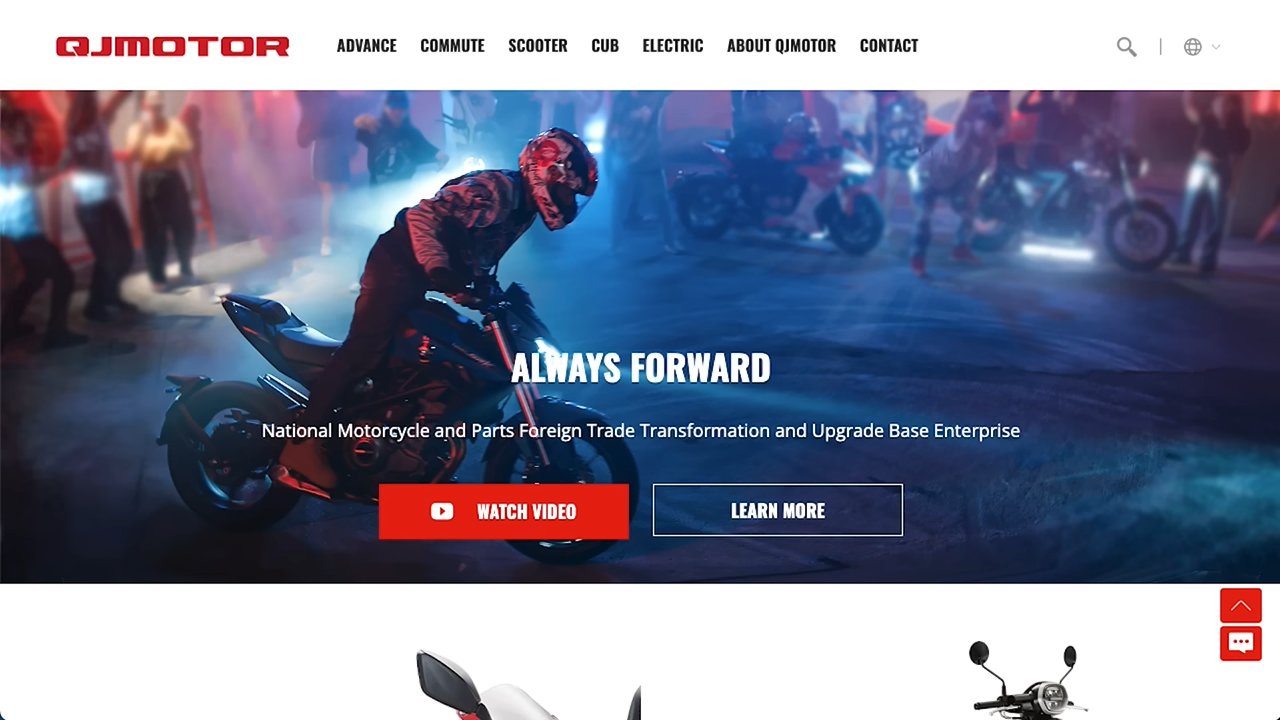 QJMOTOR
ADVANCE COMMUTE SCOOTER CUB ELECTRIC ABOUT QJMOTOR CONTACT
ALWAYS FORWARD
National Motorcycle and Parts Foreign Trade Transformation and Upgrade Base Enterprise
WATCH VIDEO
LEARN MORE